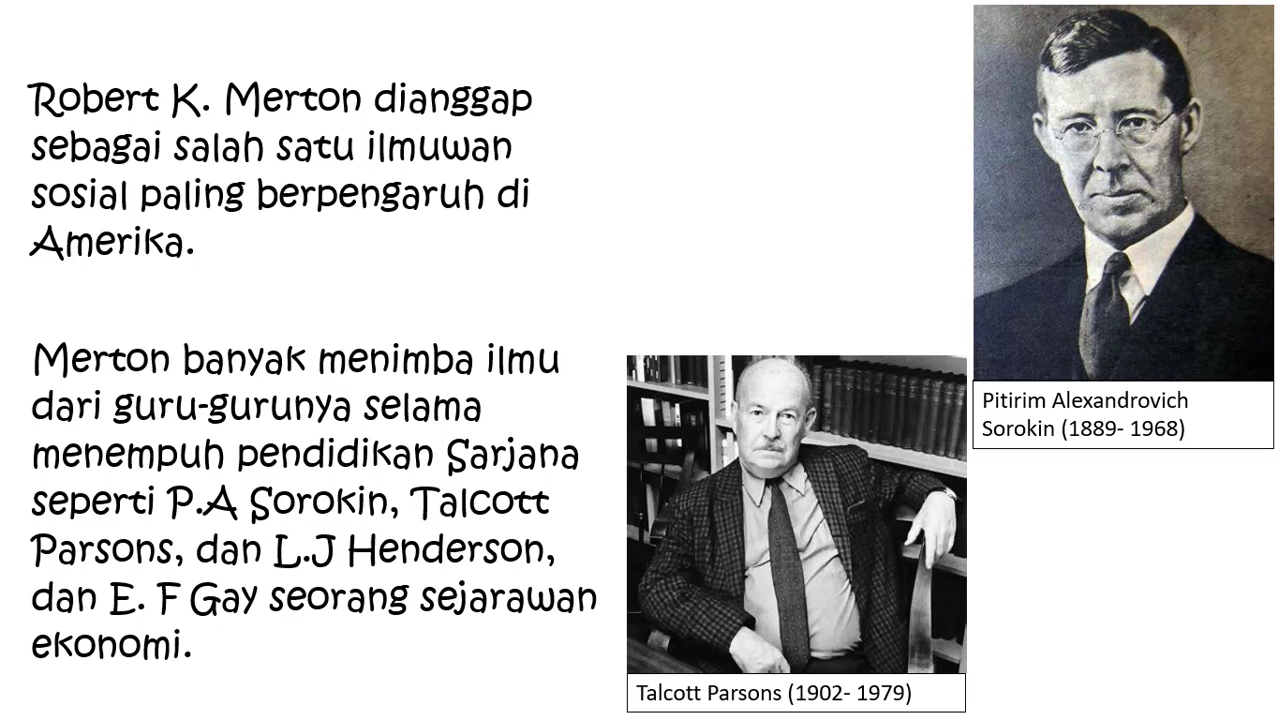 Robert K. Merton dianggap
sebagai salah satu ilmuwan
sosial paling berpengaruh di
Amerika.
Merton banyak menimba ilmu
dari guru-gurunya selama
menempuh pendidikan Sarjana
seperti P.A Sorokin, Talcott
Parsons, dan L.J Henderson,
dan E. F Gay seorang sejarawan
ekonomi.
Pitirim Alexandrovich
Sorokin (1889- 1968)
Talcott Parsons (1902- 1979)